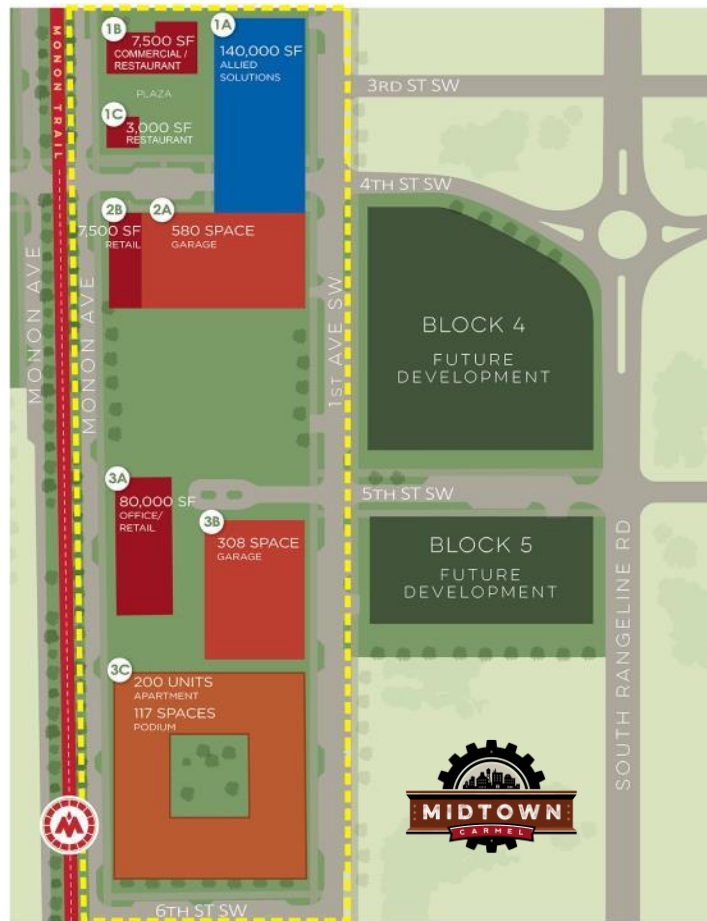 1B
7,500 SF
COMMERCIAL /
RESTAURANT
1A
140,000 SF
ALLIED
SOLUTIONS
PLAZA
1C
3,000 SF
RESTAURANT
MONON TRAIL
3RD ST SW
4TH ST SW
2B
7,500 SF
RETAIL
2A
580 SPACE
GARAGE
MONON AVE
MONON AVE
1ST AVE SW
BLOCK 4
FUTURE
DEVELOPMENT
3A
80,000 SF
OFFICE/
RETAIL
5TH ST SW
3B
308 SPACE
GARAGE
BLOCK 5
FUTURE
DEVELOPMENT
SOUTH RANGELINE RD
3C
200 UNITS
APARTMENT
117 SPACES
PODIUM
M
MIDTOWN
CARMEL
6TH ST SW